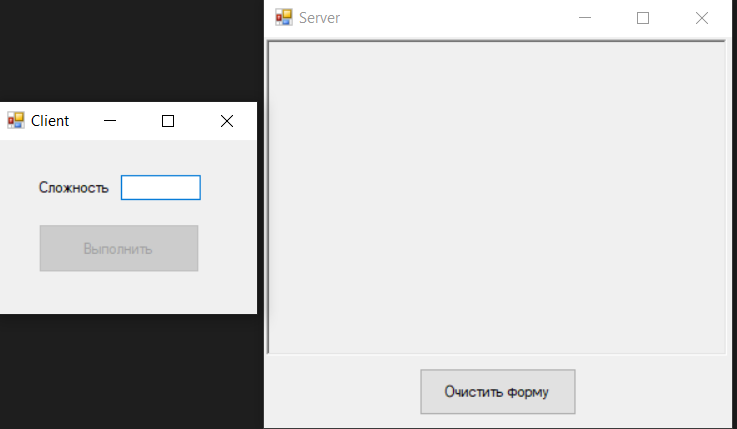 Server
Client
Сложность
Выполнить
Очистить форму